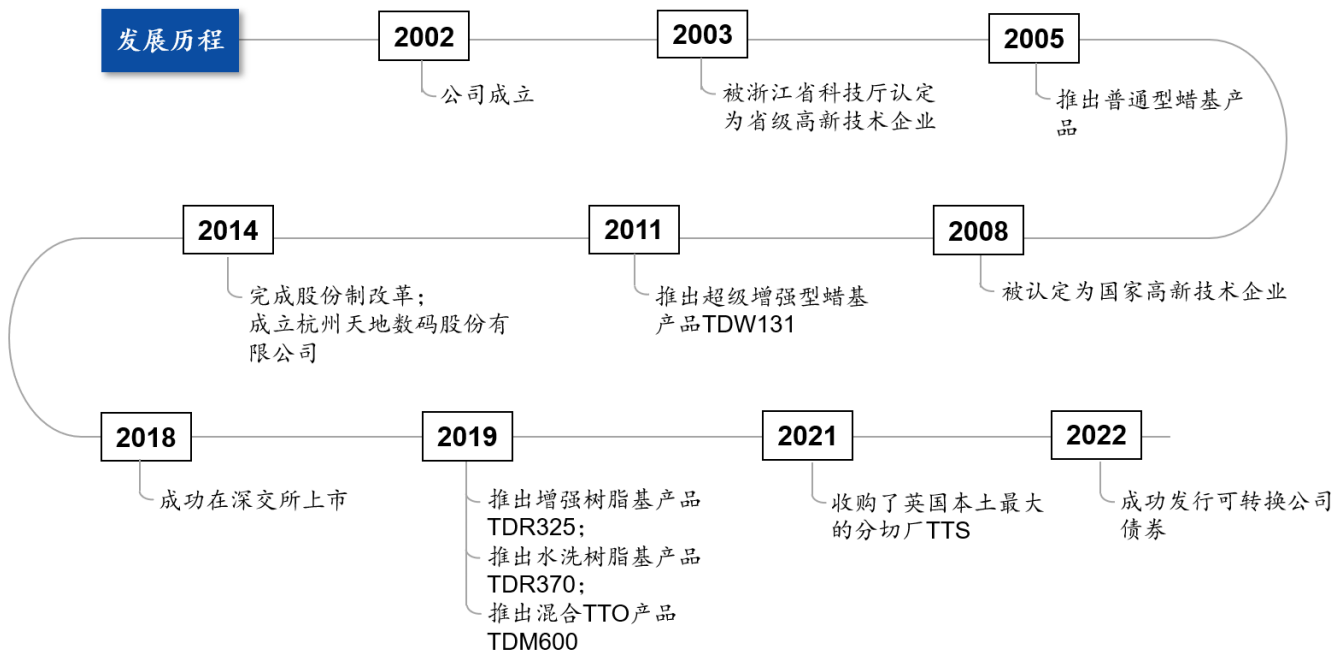 发展历程
2002
公司成立
2003
被浙江省科技厅认定
为省级高新技术企业
2005
推出普通型蜡基产
品
2008
被认定为国家高新技术企业
2011
推出超级增强型蜡基
产品TDW131
2014
完成股份制改革；
成立杭州天地数码股份有
限公司
2018
成功在深交所上市
2019
推出增强树脂基产品
TDR325；
推出水洗树脂基产品
TDR370；
推出混合TTO产品
TDM600
2021
收购了英国本土最大
的分切厂TTS
2022
成功发行可转换公司
债券